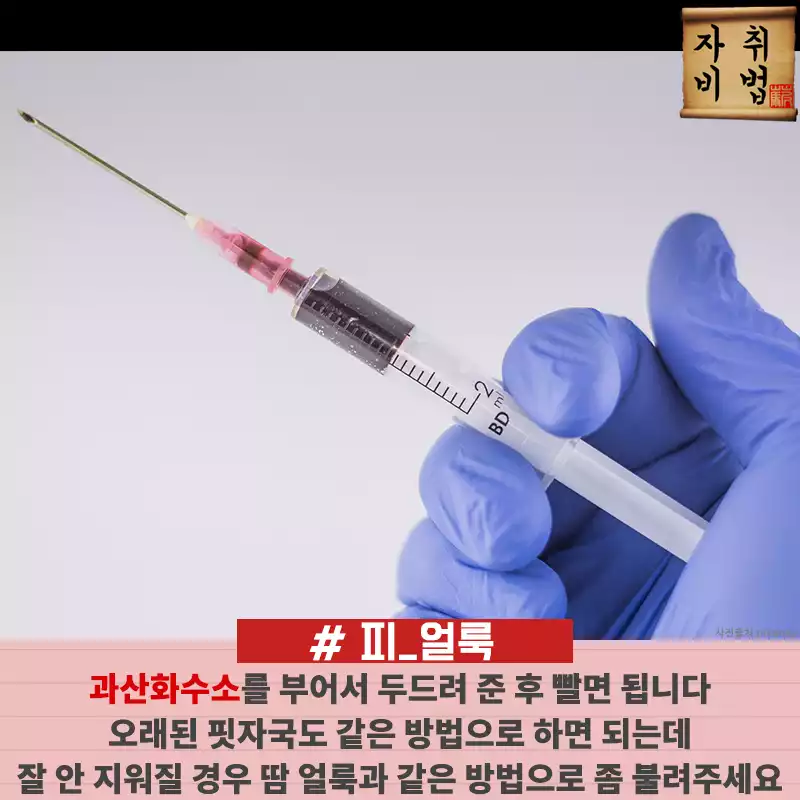 자취
비법
2
ml
BD
# 피_얼룩
과산화수소를 부어서 두드려 준 후 빨면 됩니다
오래된 핏자국도 같은 방법으로 하면 되는데
잘 안 지워질 경우 땀 얼룩과 같은 방법으로 좀 불려주세요